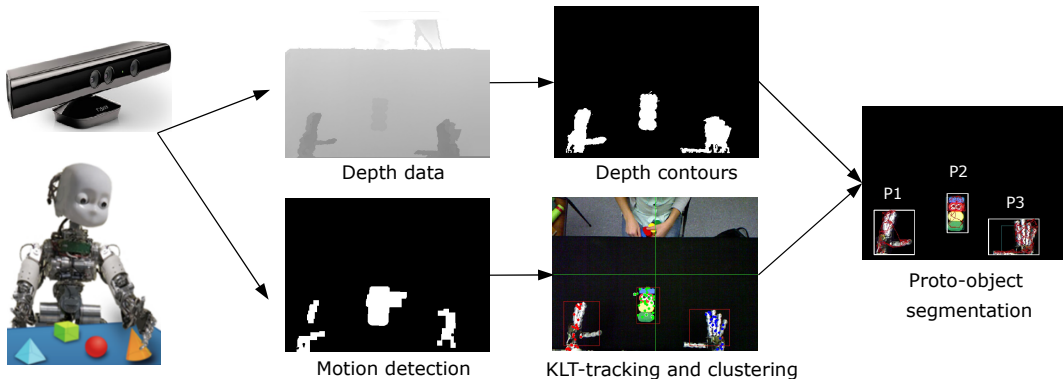 Depth data
Depth contours
P1
P2
P3
Proto-object
segmentation
Motion detection
KLT-tracking and clustering